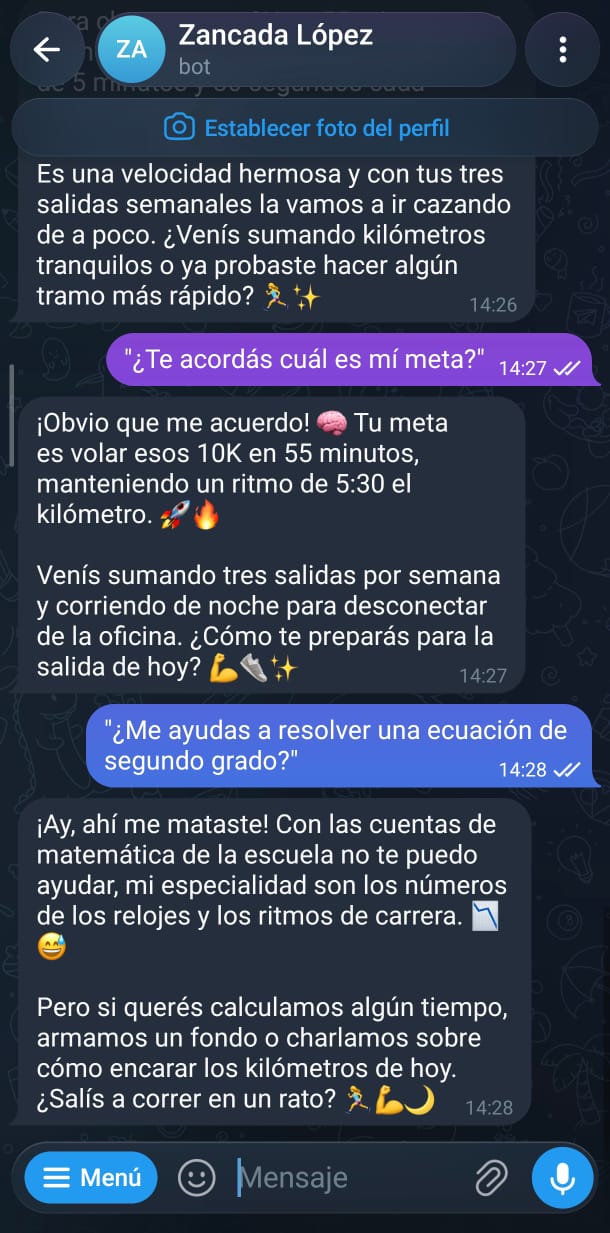 ZA
Zancada López
bot
de 5 minutos y 30 segundos cada
Establecer foto del perfil
Es una velocidad hermosa y con tus tres
salidas semanales la vamos a ir cazando
de a poco. ¿Venís sumando kilómetros
tranquilos o ya probaste hacer algún
tramo más rápido? 🏃‍♀️✨
14:26
"¿Te acordás cuál es mí meta?"
14:27
¡Obvio que me acuerdo! 🧠 Tu meta
es volar esos 10K en 55 minutos,
manteniendo un ritmo de 5:30 el
kilómetro. 🚀🔥
Venís sumando tres salidas por semana
y corriendo de noche para desconectar
de la oficina. ¿Cómo te preparás para la
salida de hoy? 💪👟✨
14:27
"¿Me ayudas a resolver una ecuación de
segundo grado?"
14:28
¡Ay, ahí me mataste! Con las cuentas de
matemática de la escuela no te puedo
ayudar, mi especialidad son los números
de los relojes y los ritmos de carrera. 📉
😅
Pero si querés calculamos algún tiempo,
armamos un fondo o charlamos sobre
cómo encarar los kilómetros de hoy.
¿Salís a correr en un rato? 🏃‍♀️💪🌙
14:28
Menú
Mensaje